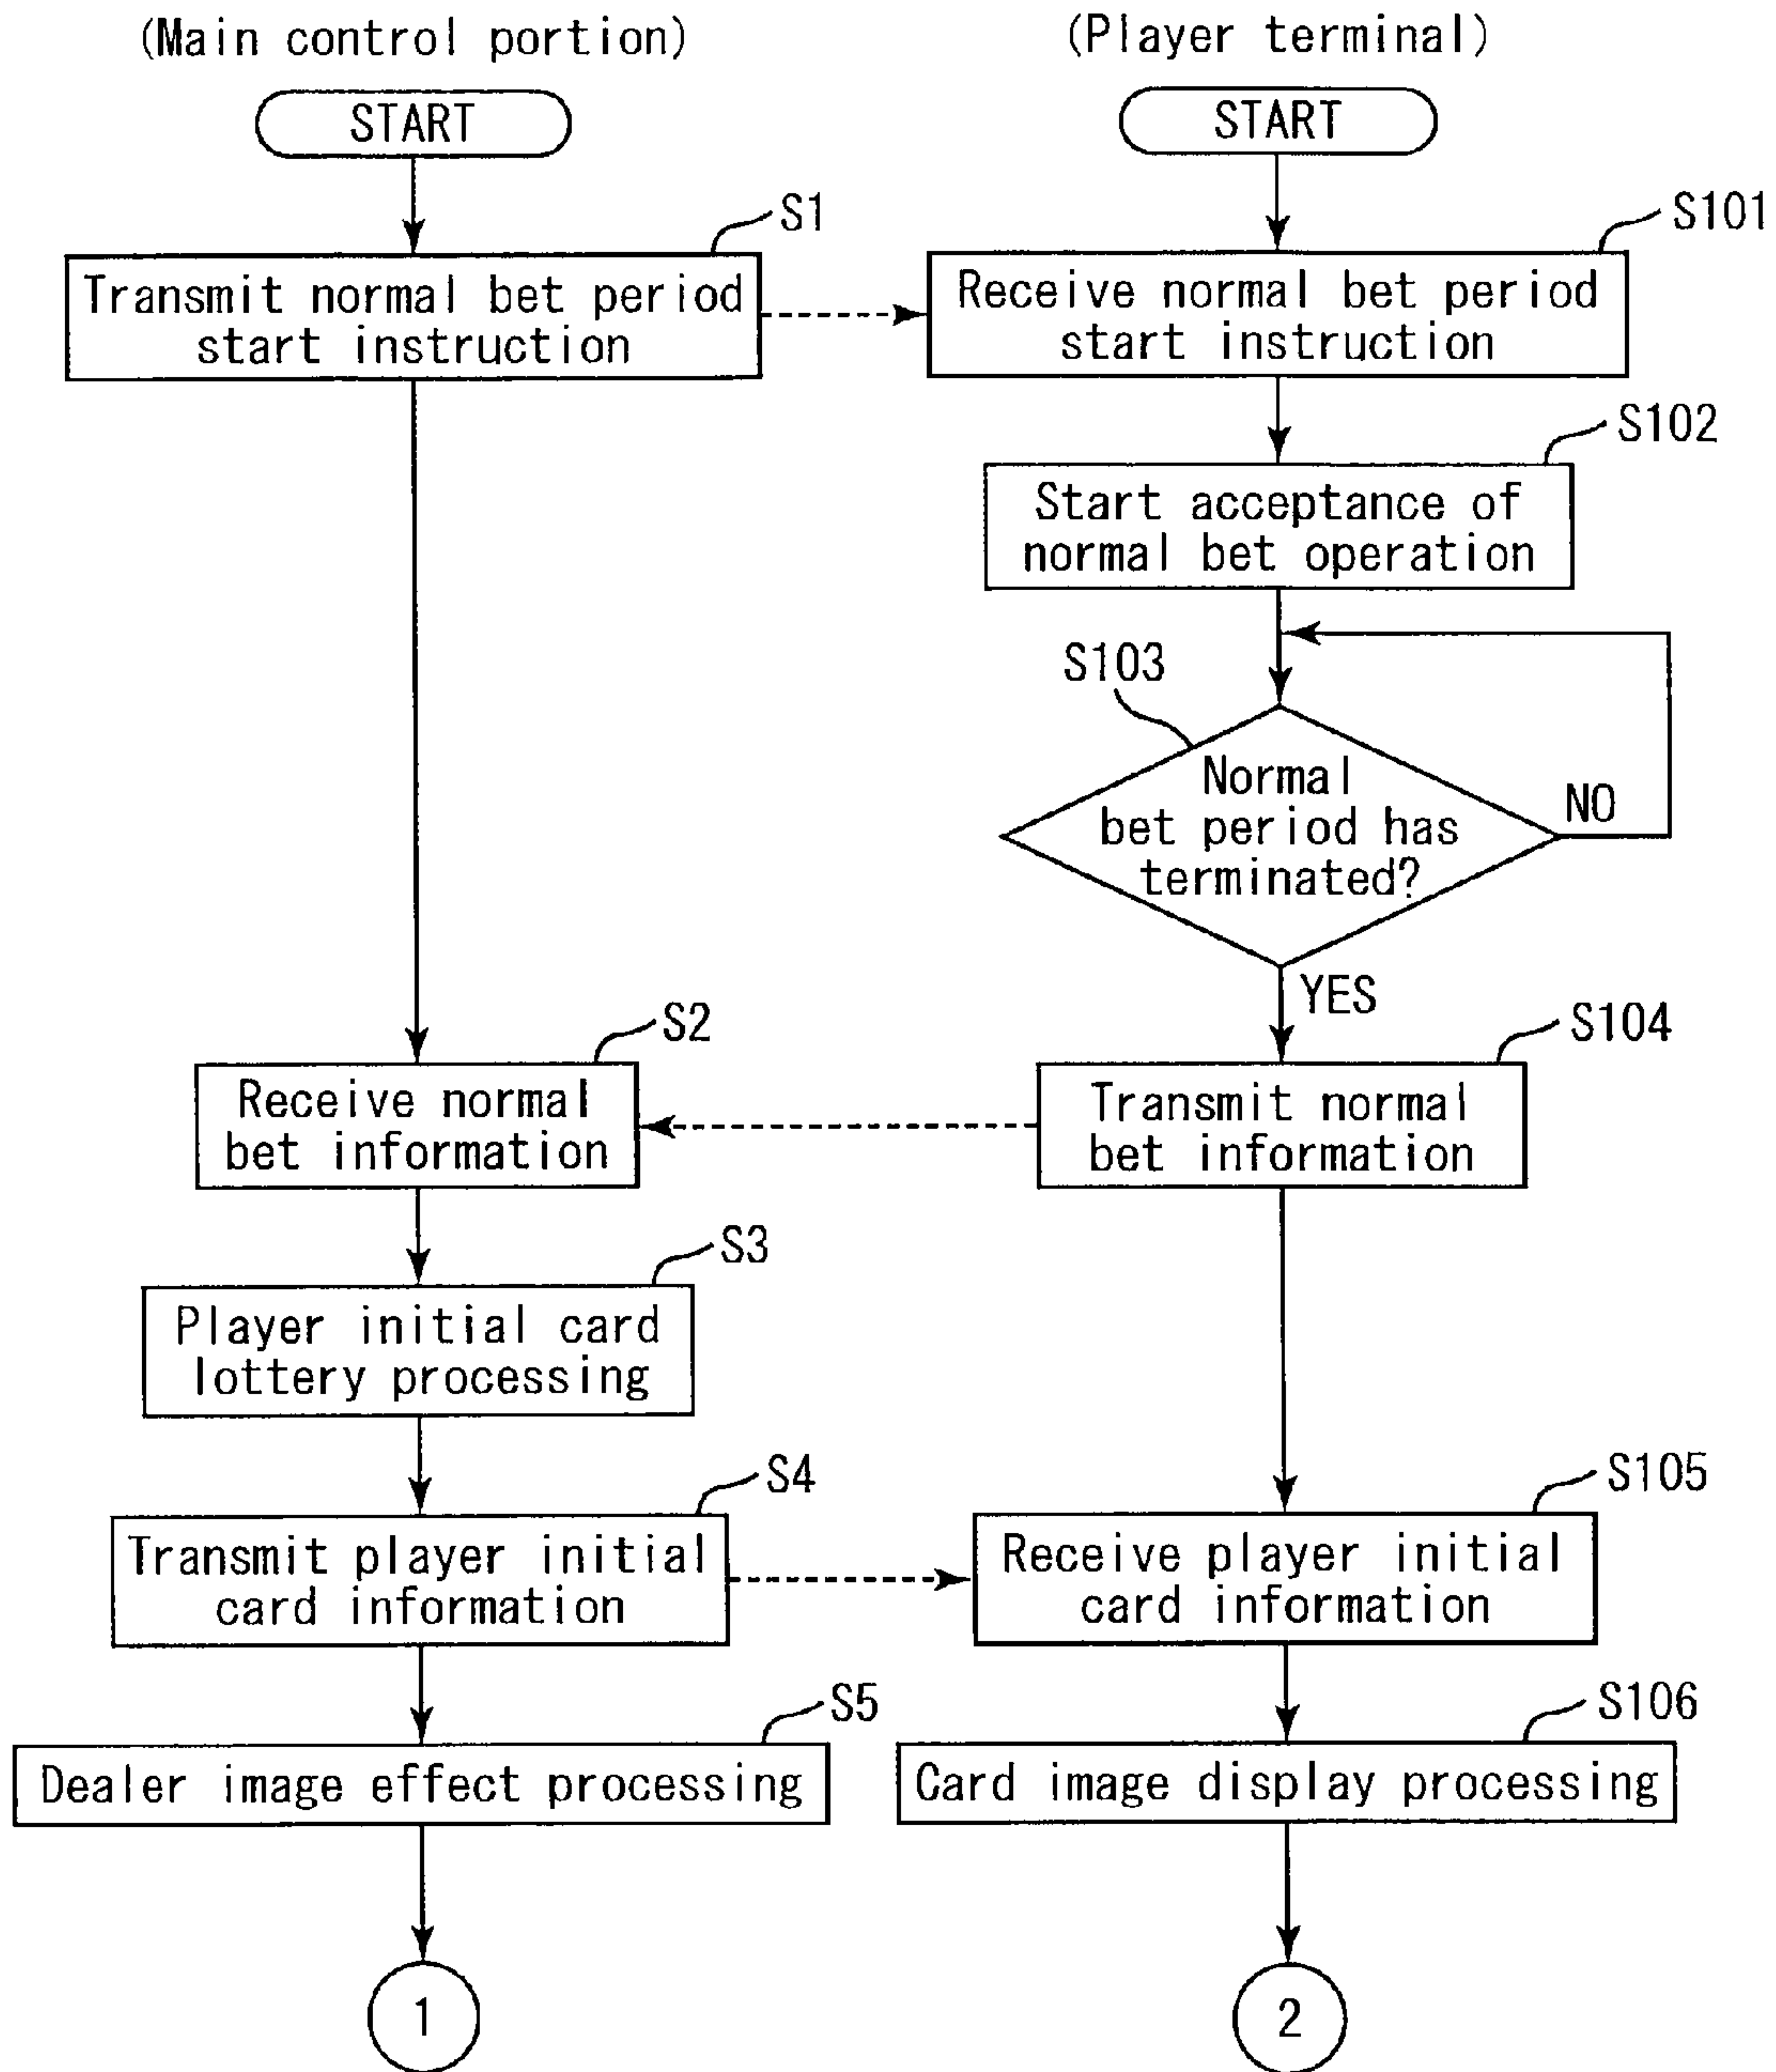 (Main control portion)
START
S1
Transmit normal bet period
start instruction
S2
Receive normal
bet information
S3
Player initial card
lottery processing
S4
Transmit player initial
card information
S5
Dealer image effect processing
1
(Player terminal)
START
S101
Receive normal bet period
start instruction
S102
Start acceptance of
normal bet operation
S103
Normal
bet period has
terminated?
NO
YES
S104
Transmit normal
bet information
S105
Receive player initial
card information
S106
Card image display processing
2